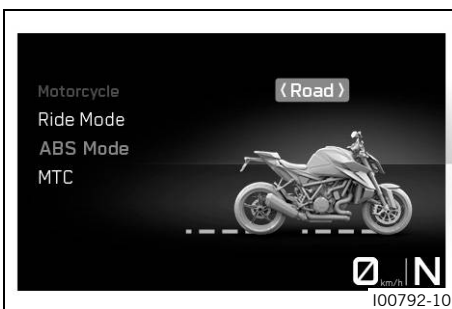 Motorcycle
⟨ Road ⟩
Ride Mode
ABS Mode
MTC
0 km/h N
I00792-10